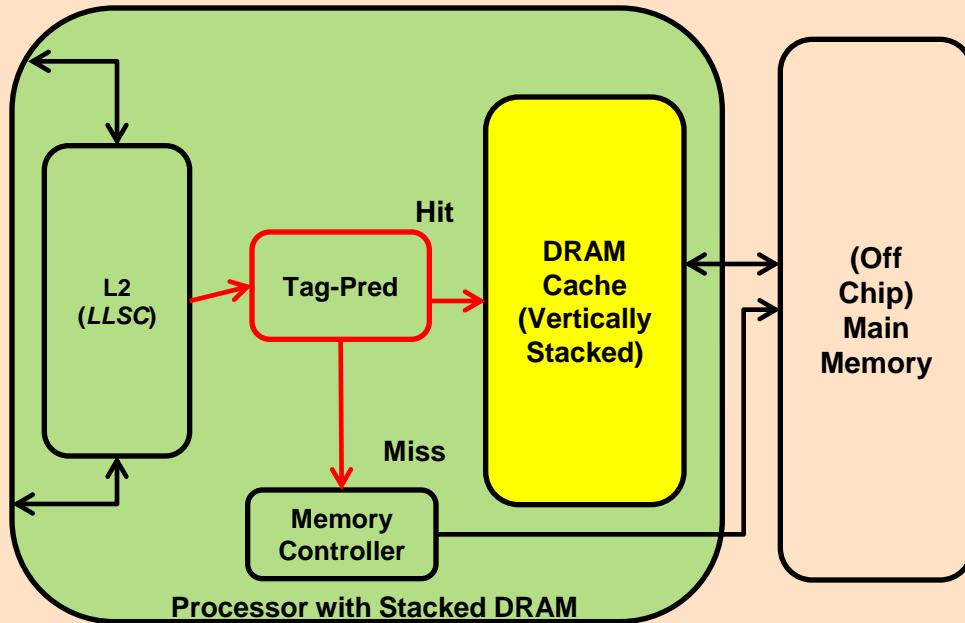 L2
(LLSC)
Tag-Pred
Hit
DRAM
Cache
(Vertically
Stacked)
(Off
Chip)
Main
Memory
Miss
Memory
Controller
Processor with Stacked DRAM